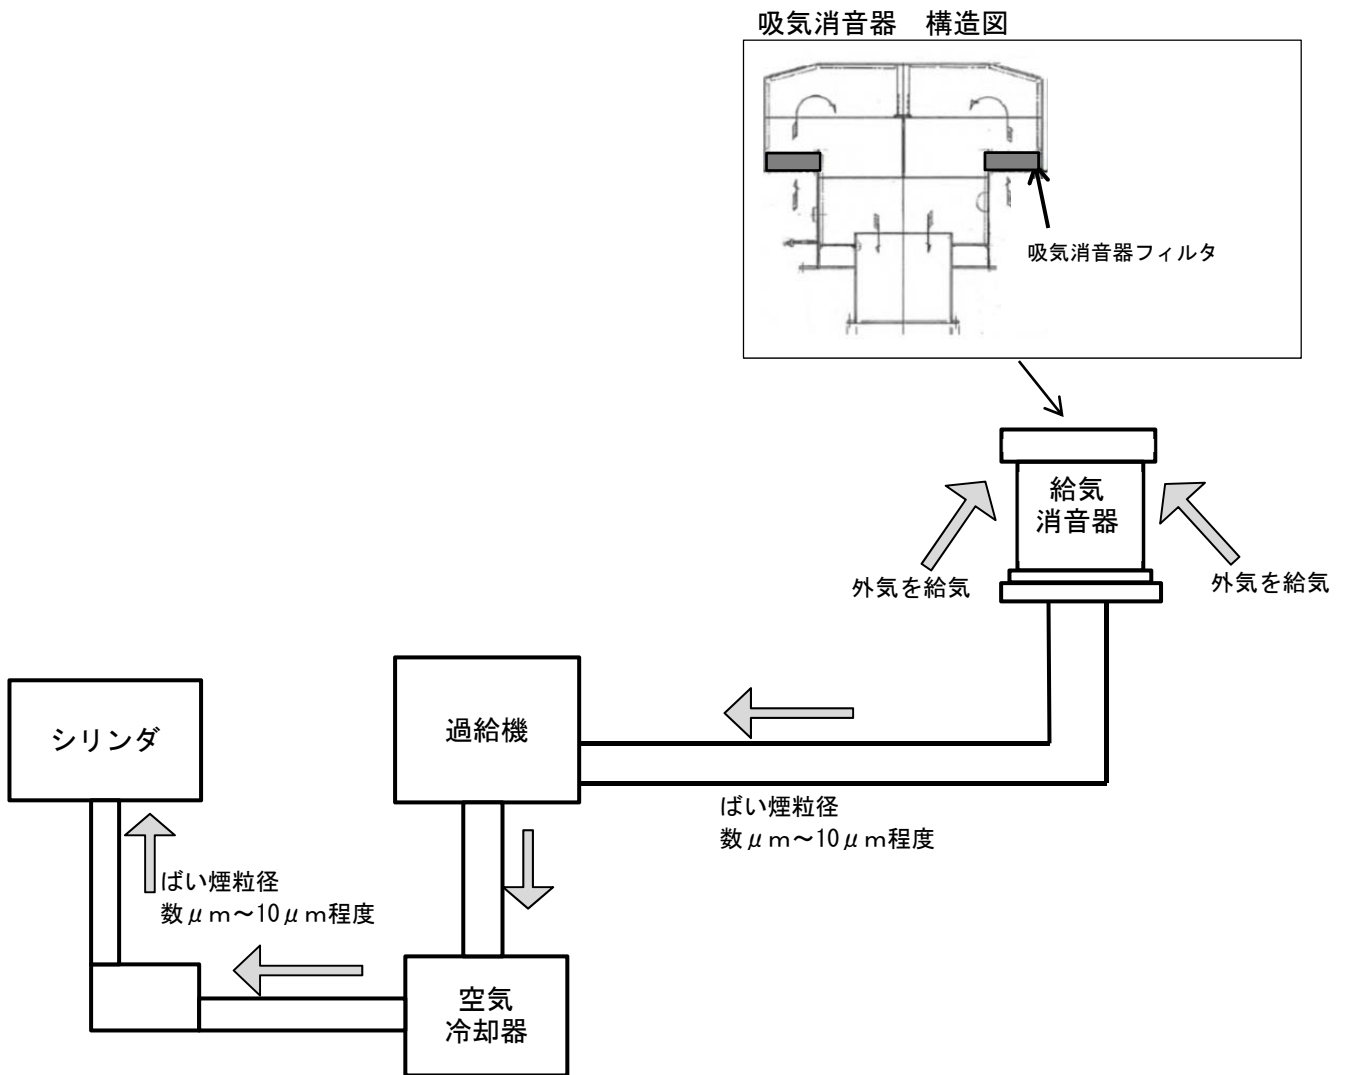 吸気消音器　構造図
吸気消音器フィルタ
給気
消音器
外気を給気
外気を給気
シリンダ
過給機
ばい煙粒径
数μm～10μm程度
ばい煙粒径
数μm～10μm程度
空気
冷却器